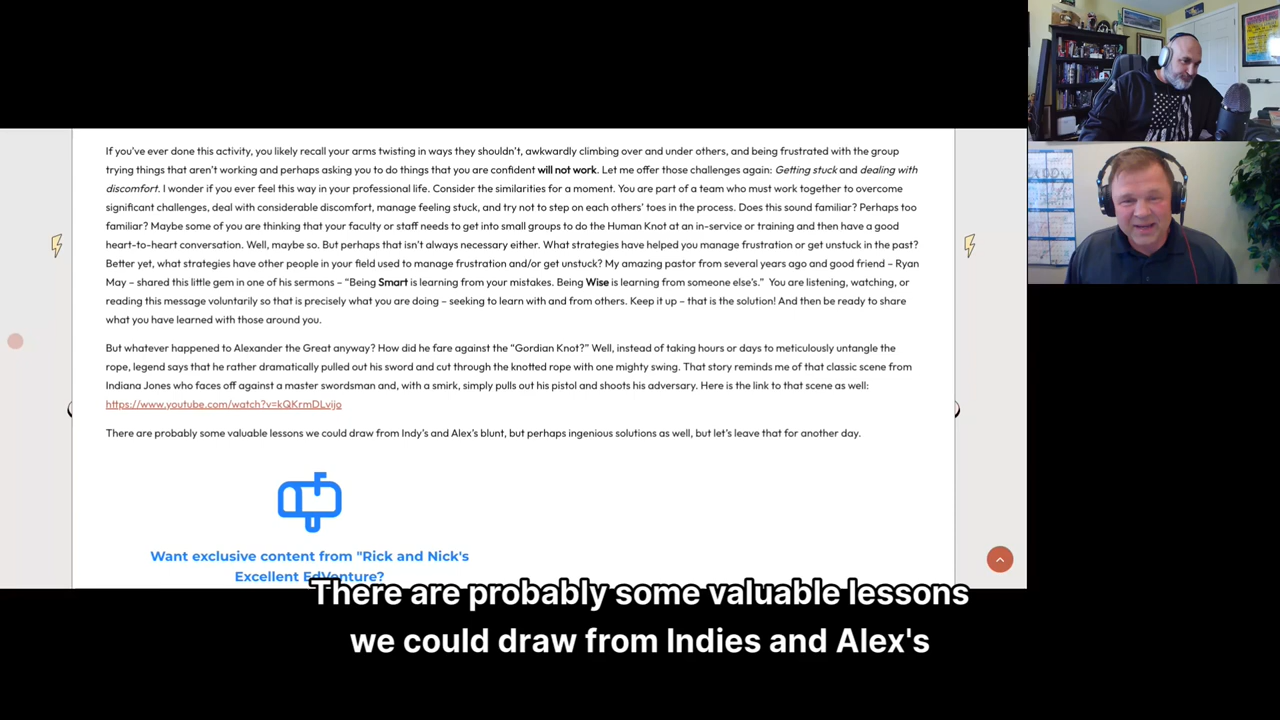 If you've ever done this activity, you likely recall your arms twisting in ways they shouldn't, awkwardly climbing over and under others, and being frustrated with the group
trying things that aren't working and perhaps asking you to do things that you are confident will not work. Let me offer those challenges again: Getting stuck and dealing with
discomfort. I wonder if you ever feel this way in your professional life. Consider the similarities for a moment. You are part of a team who must work together to overcome
significant challenges, deal with considerable discomfort, manage feeling stuck, and try not to step on each others' toes in the process. Does this sound familiar? Perhaps too
familiar? Maybe some of you are thinking that your faculty or staff needs to get into small groups to do the Human Knot at an in-service or training and then have a good
heart-to-heart conversation. Well, maybe so. But perhaps that isn't always necessary either. What strategies have helped you manage frustration or get unstuck in the past?
Better yet, what strategies have other people in your field used to manage frustration and/or get unstuck? My amazing pastor from several years ago and good friend – Ryan
May – shared this little gem in one of his sermons – "Being Smart is learning from your mistakes. Being Wise is learning from someone else's." You are listening, watching, or
reading this message voluntarily so that is precisely what you are doing – seeking to learn with and from others. Keep it up – that is the solution! And then be ready to share
what you have learned with those around you.
But whatever happened to Alexander the Great anyway? How did he fare against the "Gordian Knot?" Well, instead of taking hours or days to meticulously untangle the
rope, legend says that he rather dramatically pulled out his sword and cut through the knotted rope with one mighty swing. That story reminds me of that classic scene from
Indiana Jones who faces off against a master swordsman and, with a smirk, simply pulls out his pistol and shoots his adversary. Here is the link to that scene as well:
https://www.youtube.com/watch?v=kQKrmDLvijo
There are probably some valuable lessons we could draw from Indy's and Alex's blunt, but perhaps ingenious solutions as well, but let's leave that for another day.
Want exclusive content from "Rick and Nick's
Excellent EdVenture?
There are probably some valuable lessons
we could draw from Indies and Alex's